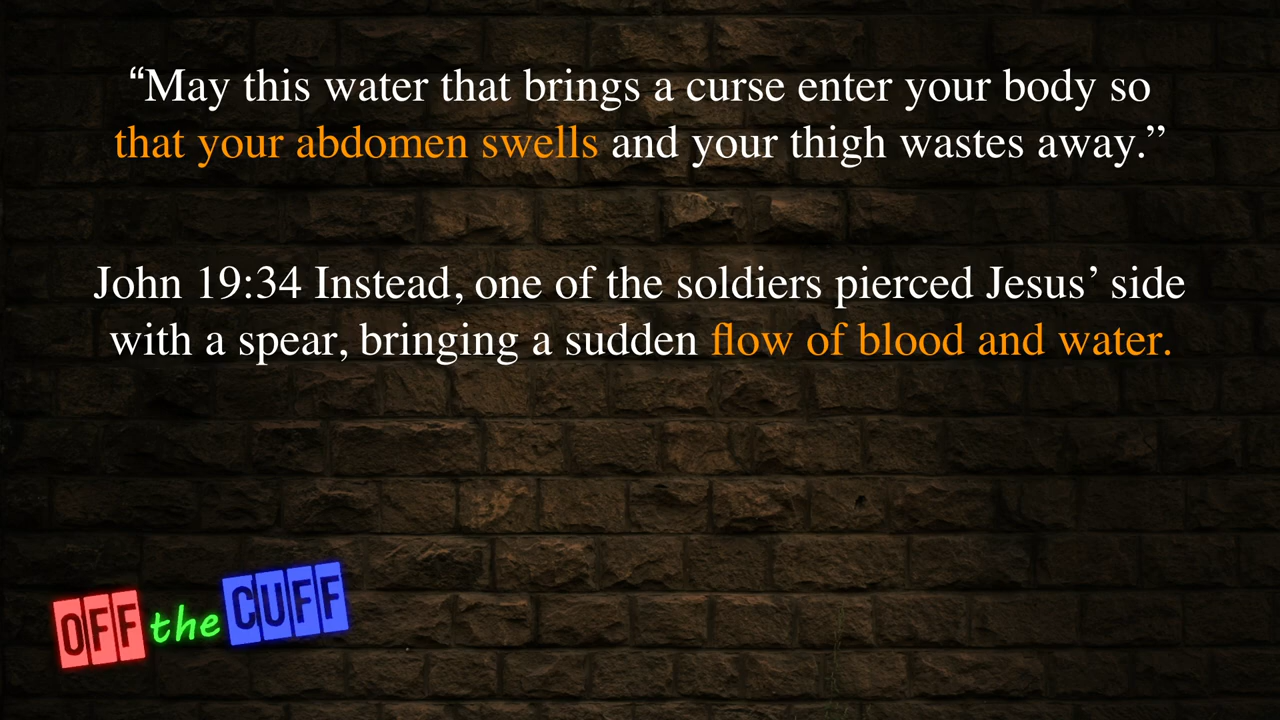 “May this water that brings a curse enter your body so
that your abdomen swells and your thigh wastes away.”
John 19:34 Instead, one of the soldiers pierced Jesus’ side
with a spear, bringing a sudden flow of blood and water.
OFF the CUFF